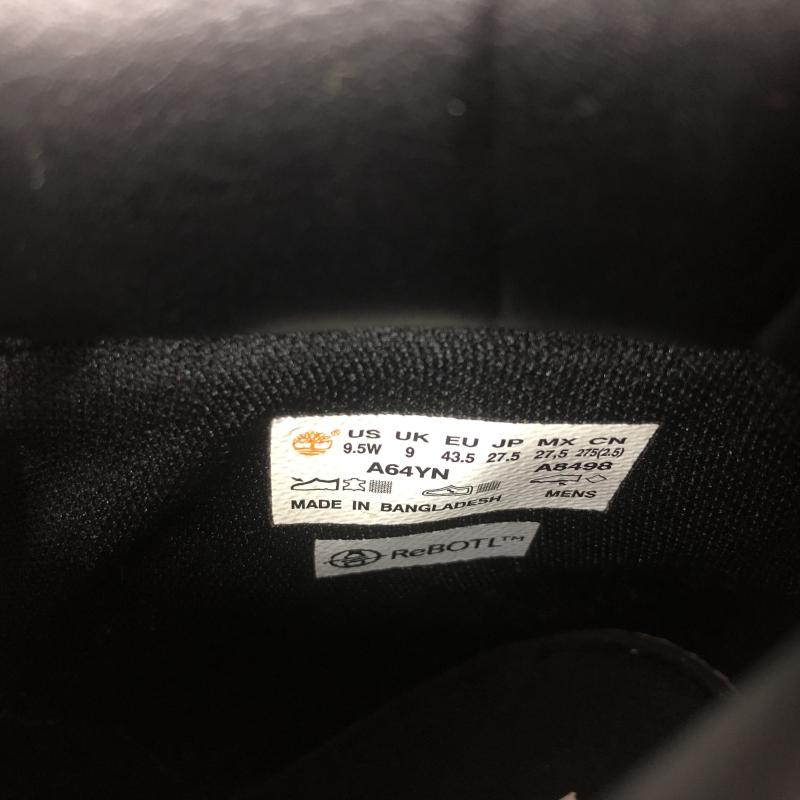 US UK EU JP MX CN
9.5W 9 43.5 27.5 27,5 275(2.5)
A64YN A8498
MADE IN BANGLADESH MENS
ReBOTL™